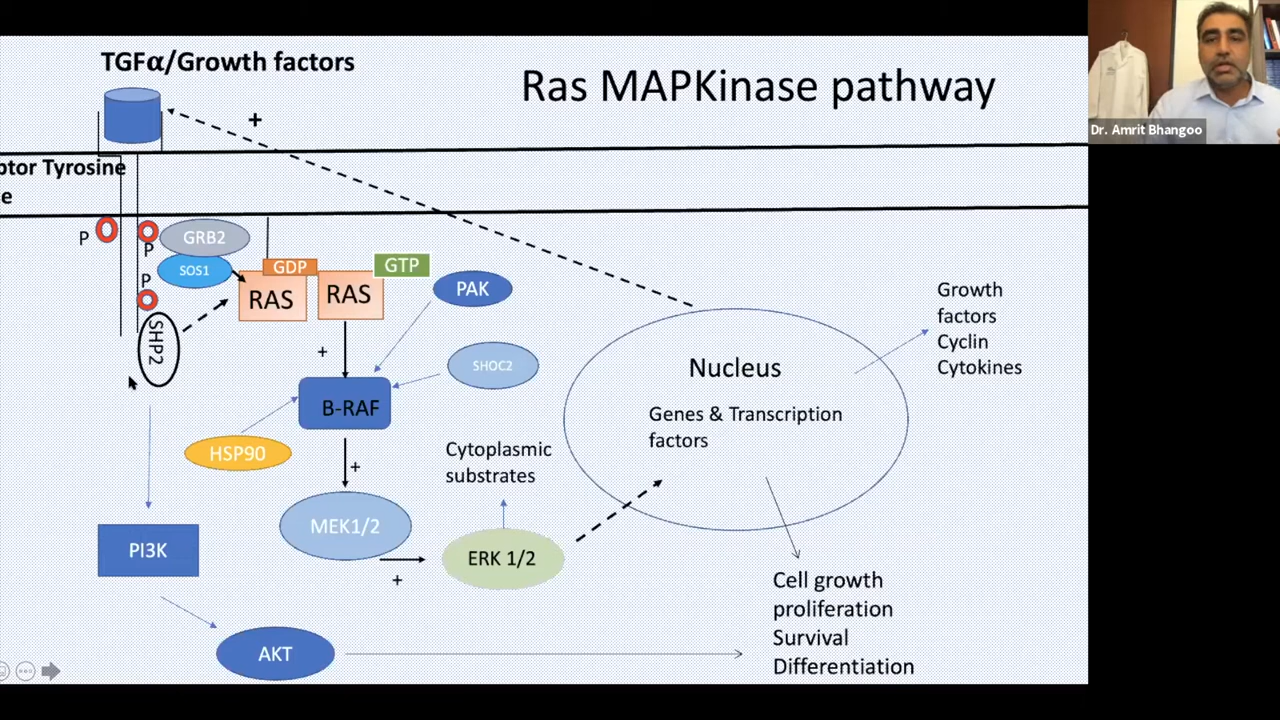 TGFα/Growth factors
Ras MAPKinase pathway
Dr. Amrit Bhangoo
+
ptor Tyrosine
e
P
P
P
GRB2
SOS1
SHP2
GDP
RAS
GTP
RAS
PAK
+
SHOC2
B-RAF
HSP90
+
MEK1/2
+
ERK 1/2
Cytoplasmic
substrates
Nucleus
Genes & Transcription
factors
Growth
factors
Cyclin
Cytokines
PI3K
AKT
Cell growth
proliferation
Survival
Differentiation